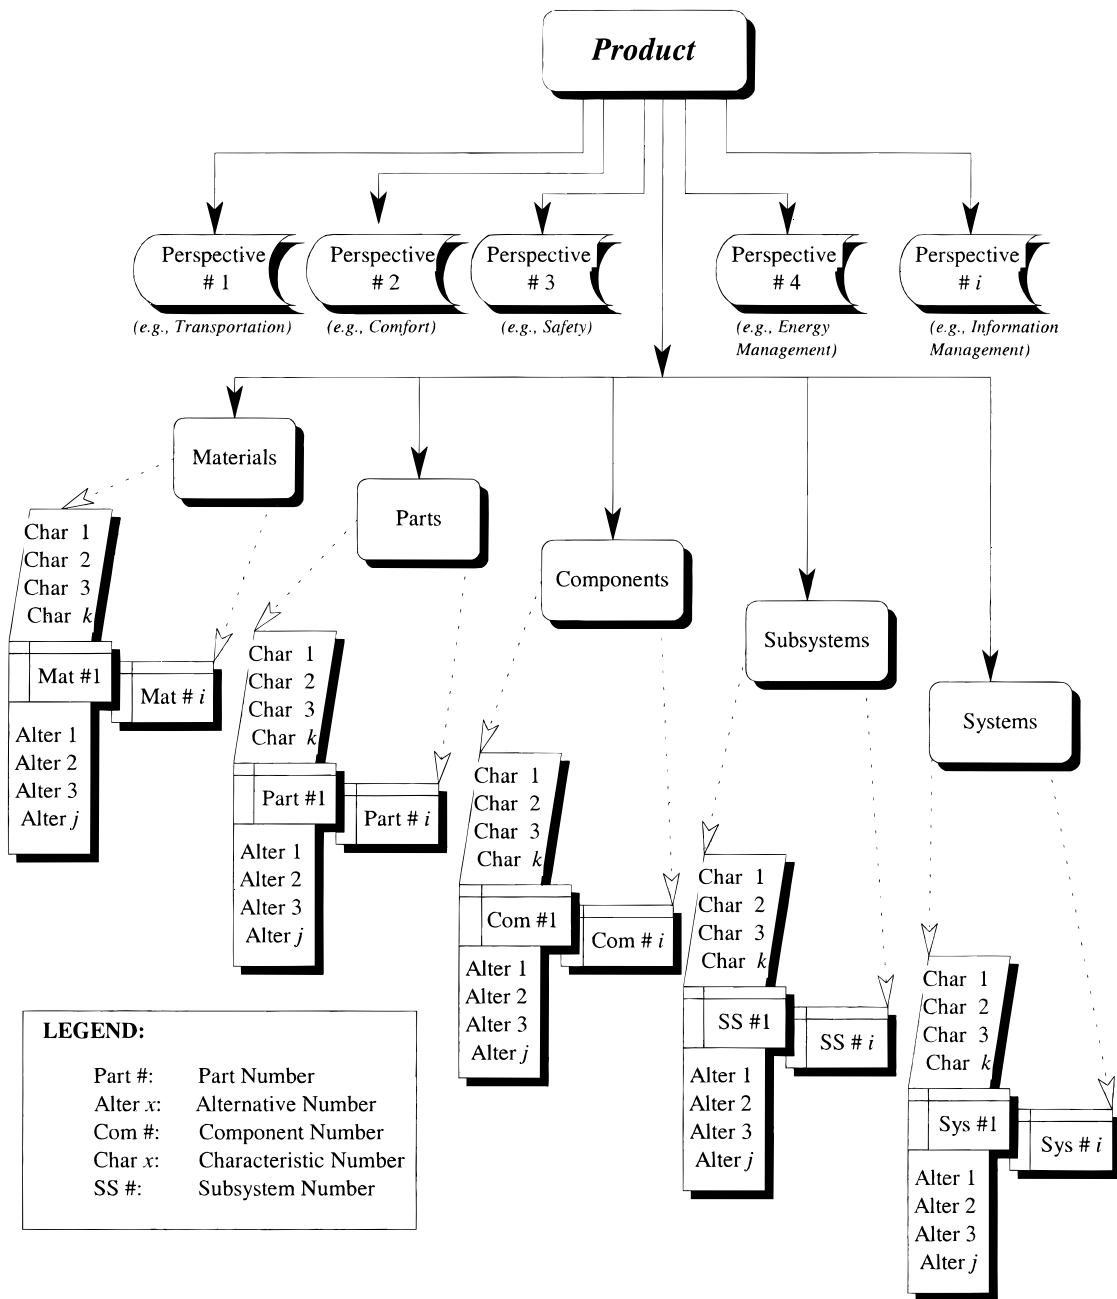 Product
Perspective
# 1
(e.g., Transportation)
Perspective
# 2
(e.g., Comfort)
Perspective
# 3
(e.g., Safety)
Perspective
# 4
(e.g., Energy
Management)
Perspective
# i
(e.g., Information
Management)
Materials
Parts
Components
Subsystems
Systems
Char 1
Char 2
Char 3
Char k
Mat #1
Mat # i
Alter 1
Alter 2
Alter 3
Alter j
Char 1
Char 2
Char 3
Char k
Part #1
Part # i
Alter 1
Alter 2
Alter 3
Alter j
Char 1
Char 2
Char 3
Char k
Com #1
Com # i
Alter 1
Alter 2
Alter 3
Alter j
Char 1
Char 2
Char 3
Char k
SS #1
SS # i
Alter 1
Alter 2
Alter 3
Alter j
Char 1
Char 2
Char 3
Char k
Sys #1
Sys # i
Alter 1
Alter 2
Alter 3
Alter j
LEGEND:
Part #: Part Number
Alter x: Alternative Number
Com #: Component Number
Char x: Characteristic Number
SS #: Subsystem Number